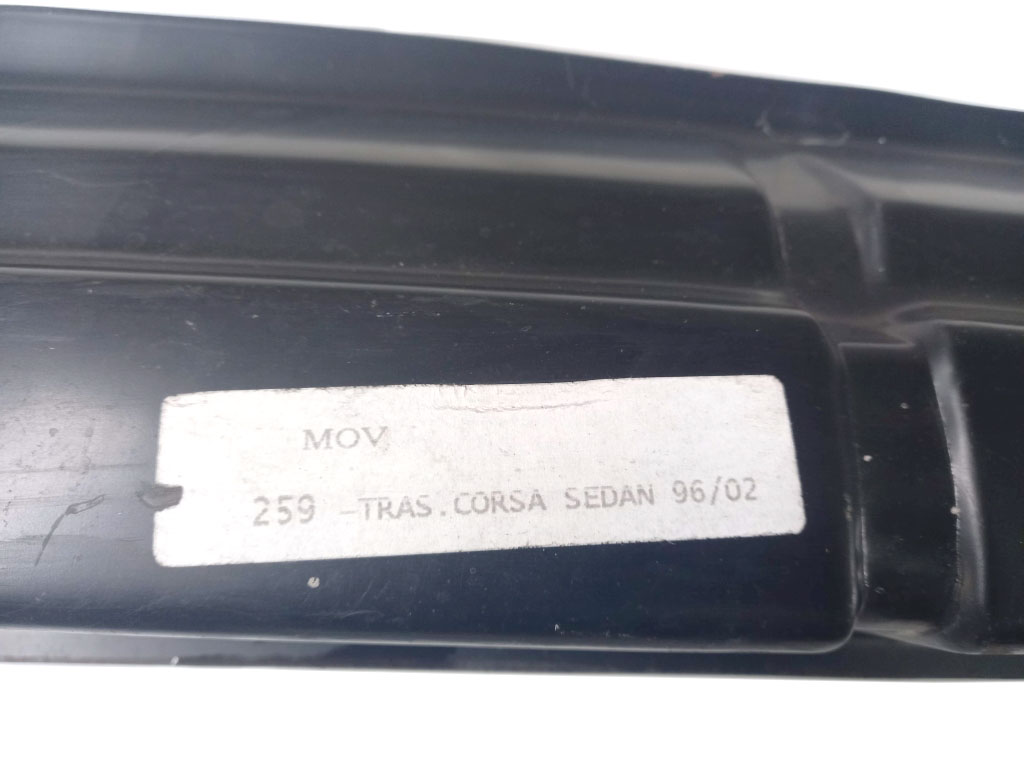 MOV
259 -TRAS.CORSA SEDAN 96/02